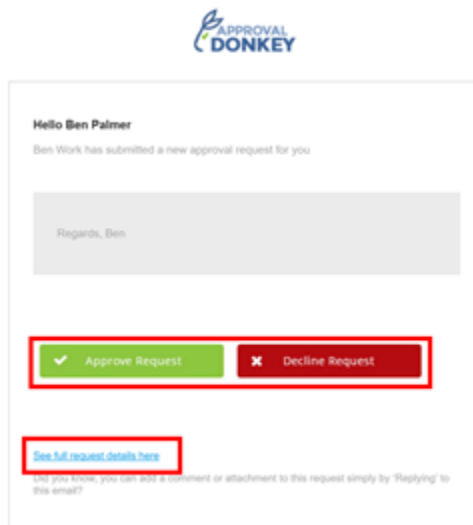 APPROVAL
DONKEY
Hello Ben Palmer
Ben Work has submitted a new approval request for you
Regards, Ben
Approve Request
Decline Request
See full request details here
Did you know, you can add a comment or attachment to this request simply by 'Replying' to
this email?